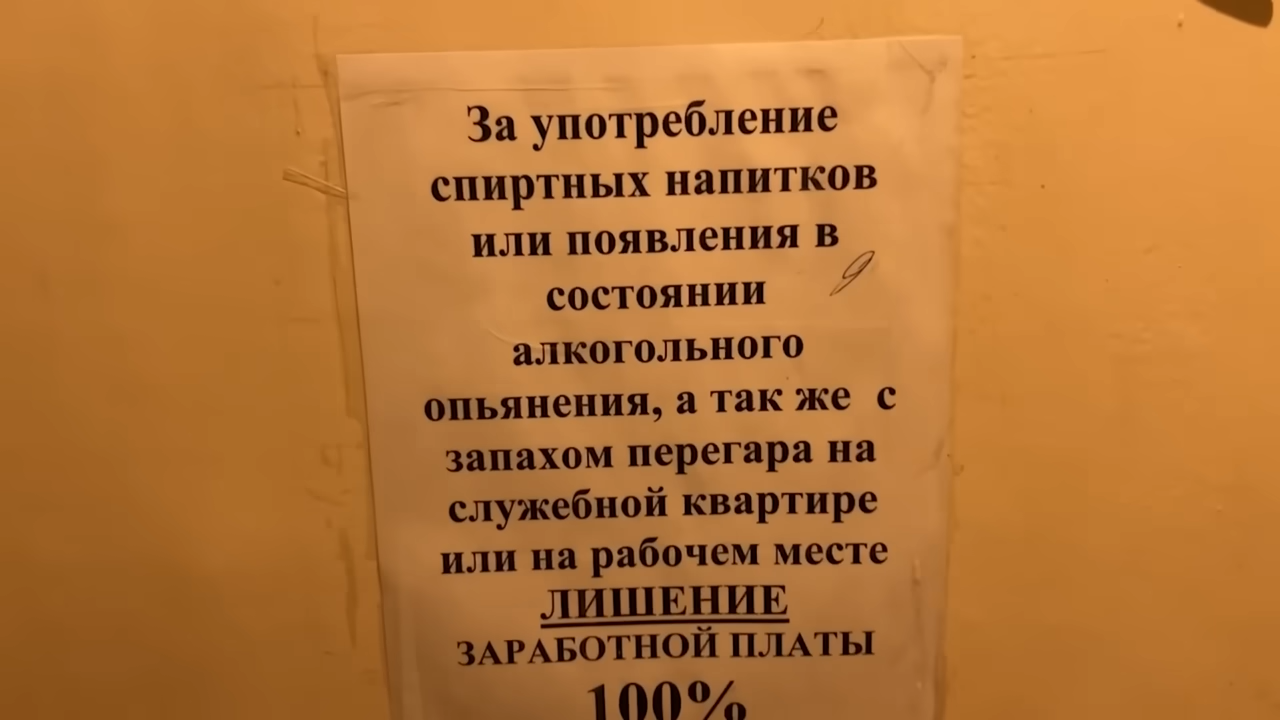 За употребление
спиртных напитков
или появления в
состоянии
алкогольного
опьянения, а так же  с
запахом перегара на
служебной квартире
или на рабочем месте
ЛИШЕНИЕ
ЗАРАБОТНОЙ ПЛАТЫ
100%